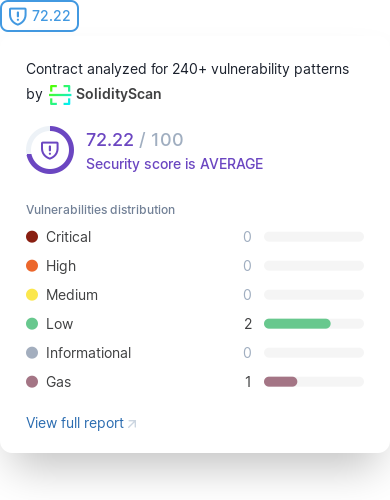 72.22
Contract analyzed for 240+ vulnerability patterns
by SolidityScan
72.22 / 100
Security score is AVERAGE
Vulnerabilities distribution
Critical 0
High 0
Medium 0
Low 2
Informational 0
Gas 1
View full report